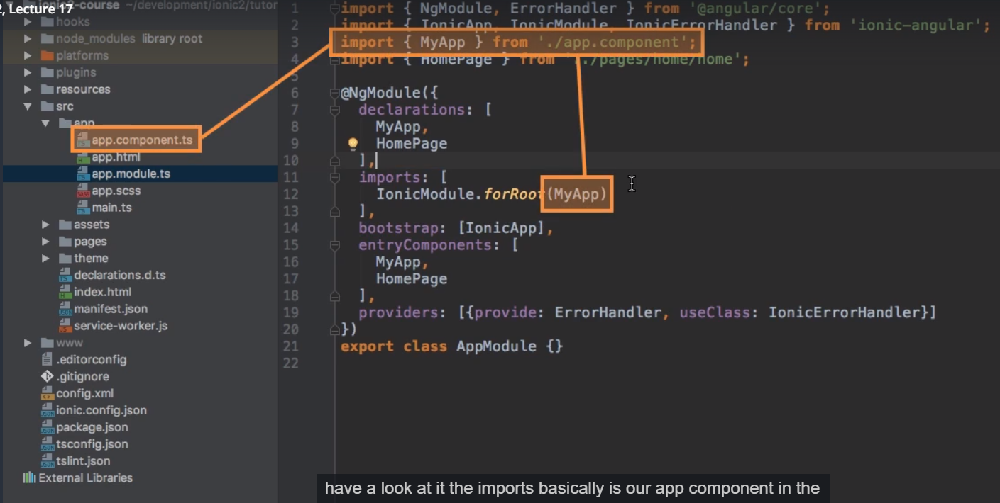 2, Lecture 17
ionic2-course ~/development/ionic2/tutor
hooks
node_modules library root
platforms
plugins
resources
src
app
app.component.ts
app.html
app.module.ts
app.scss
main.ts
assets
pages
theme
declarations.d.ts
index.html
manifest.json
service-worker.js
www
.editorconfig
.gitignore
config.xml
ionic.config.json
package.json
tsconfig.json
tslint.json
External Libraries
1 import { NgModule, ErrorHandler } from '@angular/core';
2 import { IonicApp, IonicModule, IonicErrorHandler } from 'ionic-angular';
3 import { MyApp } from './app.component';
4 import { HomePage } from '../pages/home/home';
5
6 @NgModule({
7 declarations: [
8 MyApp,
9 HomePage
10 ],
11 imports: [
12 IonicModule.forRoot(MyApp)
13 ],
14 bootstrap: [IonicApp],
15 entryComponents: [
16 MyApp,
17 HomePage
18 ],
19 providers: [{provide: ErrorHandler, useClass: IonicErrorHandler}]
20 })
21 export class AppModule {}
22
have a look at it the imports basically is our app component in the